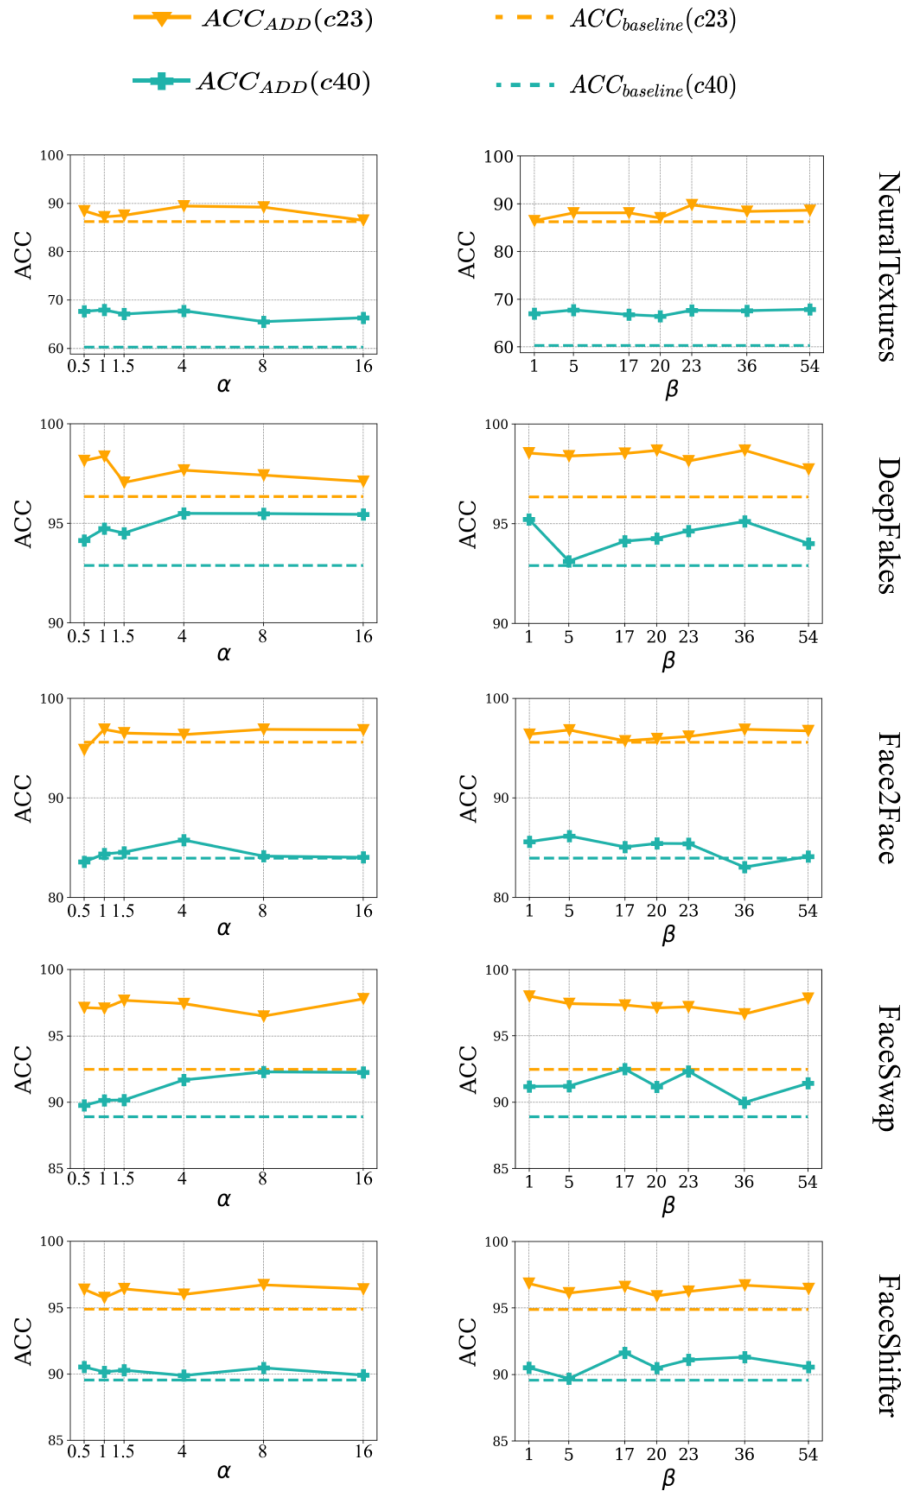 ACC_ADD(c23) ACC_baseline(c23)
ACC_ADD(c40) ACC_baseline(c40)
100
90
80
70
60
ACC
0.5 1 1.5 4 8 16
α
100
90
80
70
60
ACC
1 5 17 20 23 36 54
β
NeuralTextures
100
95
90
ACC
0.5 1 1.5 4 8 16
α
100
95
90
ACC
1 5 17 20 23 36 54
β
DeepFakes
100
90
80
ACC
0.5 1 1.5 4 8 16
α
100
90
80
ACC
1 5 17 20 23 36 54
β
Face2Face
100
95
90
85
ACC
0.5 1 1.5 4 8 16
α
100
95
90
85
ACC
1 5 17 20 23 36 54
β
FaceSwap
100
95
90
85
ACC
0.5 1 1.5 4 8 16
α
100
95
90
85
ACC
1 5 17 20 23 36 54
β
FaceShifter